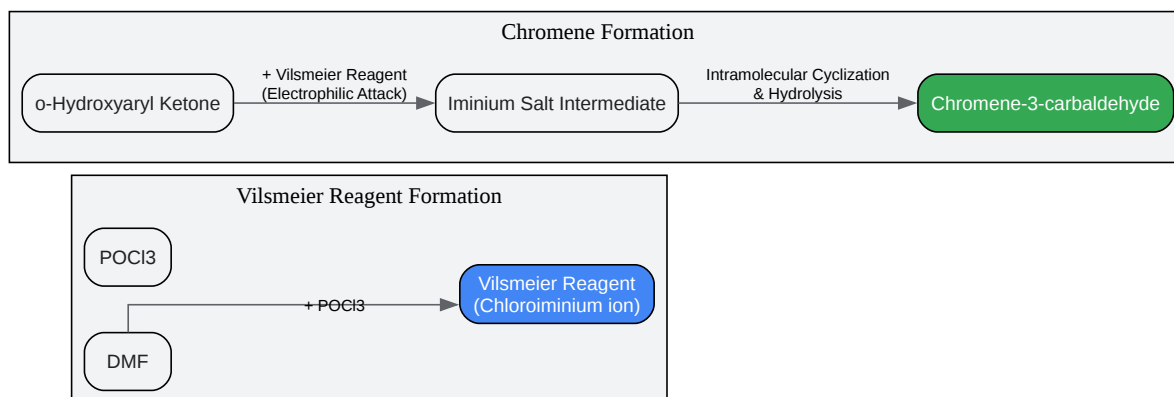 Chromene Formation
o-Hydroxyaryl Ketone
+ Vilsmeier Reagent
(Electrophilic Attack)
Iminium Salt Intermediate
Intramolecular Cyclization
& Hydrolysis
Chromene-3-carbaldehyde
Vilsmeier Reagent Formation
POCl3
DMF
+ POCl3
Vilsmeier Reagent
(Chloroiminium ion)